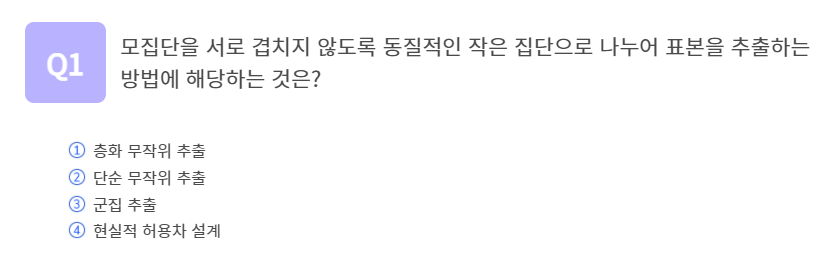 Q1
모집단을 서로 겹치지 않도록 동질적인 작은 집단으로 나누어 표본을 추출하는
방법에 해당하는 것은?
① 층화 무작위 추출
② 단순 무작위 추출
③ 군집 추출
④ 현실적 허용차 설계